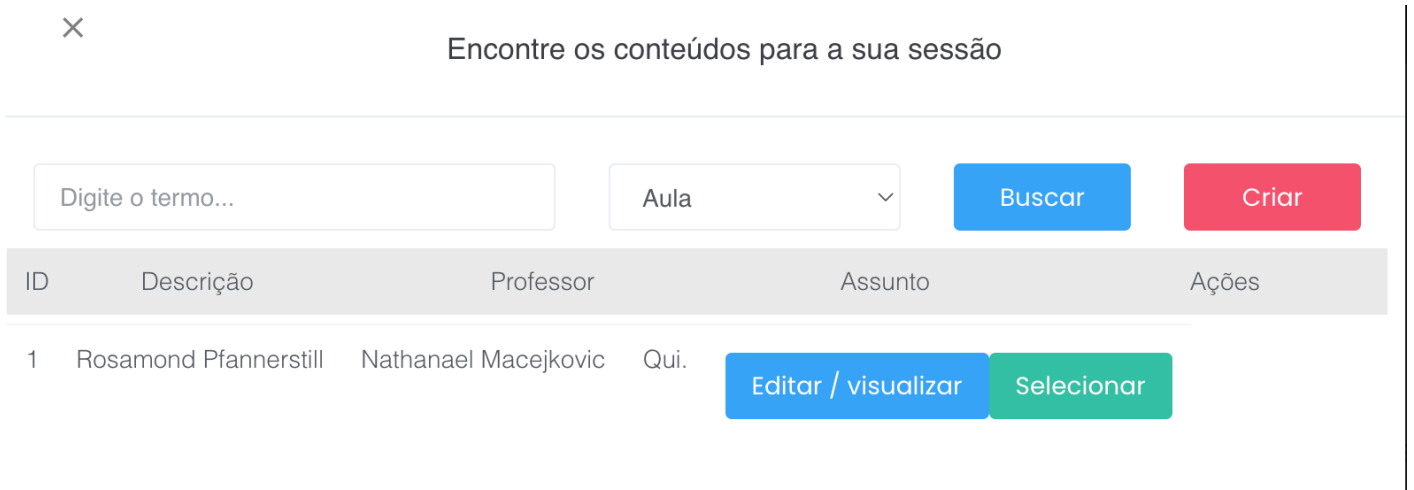 Encontre os conteúdos para a sua sessão
Digite o termo... Aula Buscar Criar
ID Descrição Professor Assunto Ações
1 Rosamond Pfannerstill Nathanael Macejkovic Qui. Editar / visualizar Selecionar